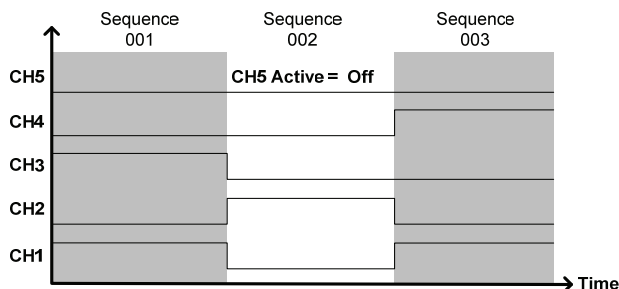 Sequence
001
Sequence
002
Sequence
003
CH5
CH5 Active = Off
CH4
CH3
CH2
CH1
Time